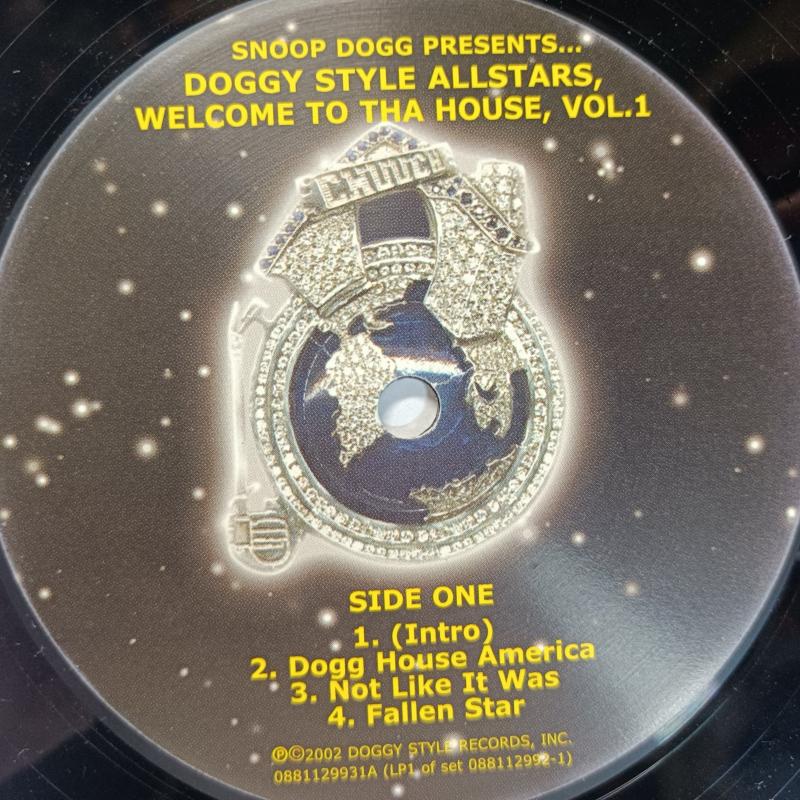 SNOOP DOGG PRESENTS...
DOGGY STYLE ALLSTARS,
WELCOME TO THA HOUSE, VOL.1
CHUUCH
SIDE ONE
1. (Intro)
2. Dogg House America
3. Not Like It Was
4. Fallen Star
℗©2002 DOGGY STYLE RECORDS, INC.
0881129931A (LP1 of set 088112992-1)